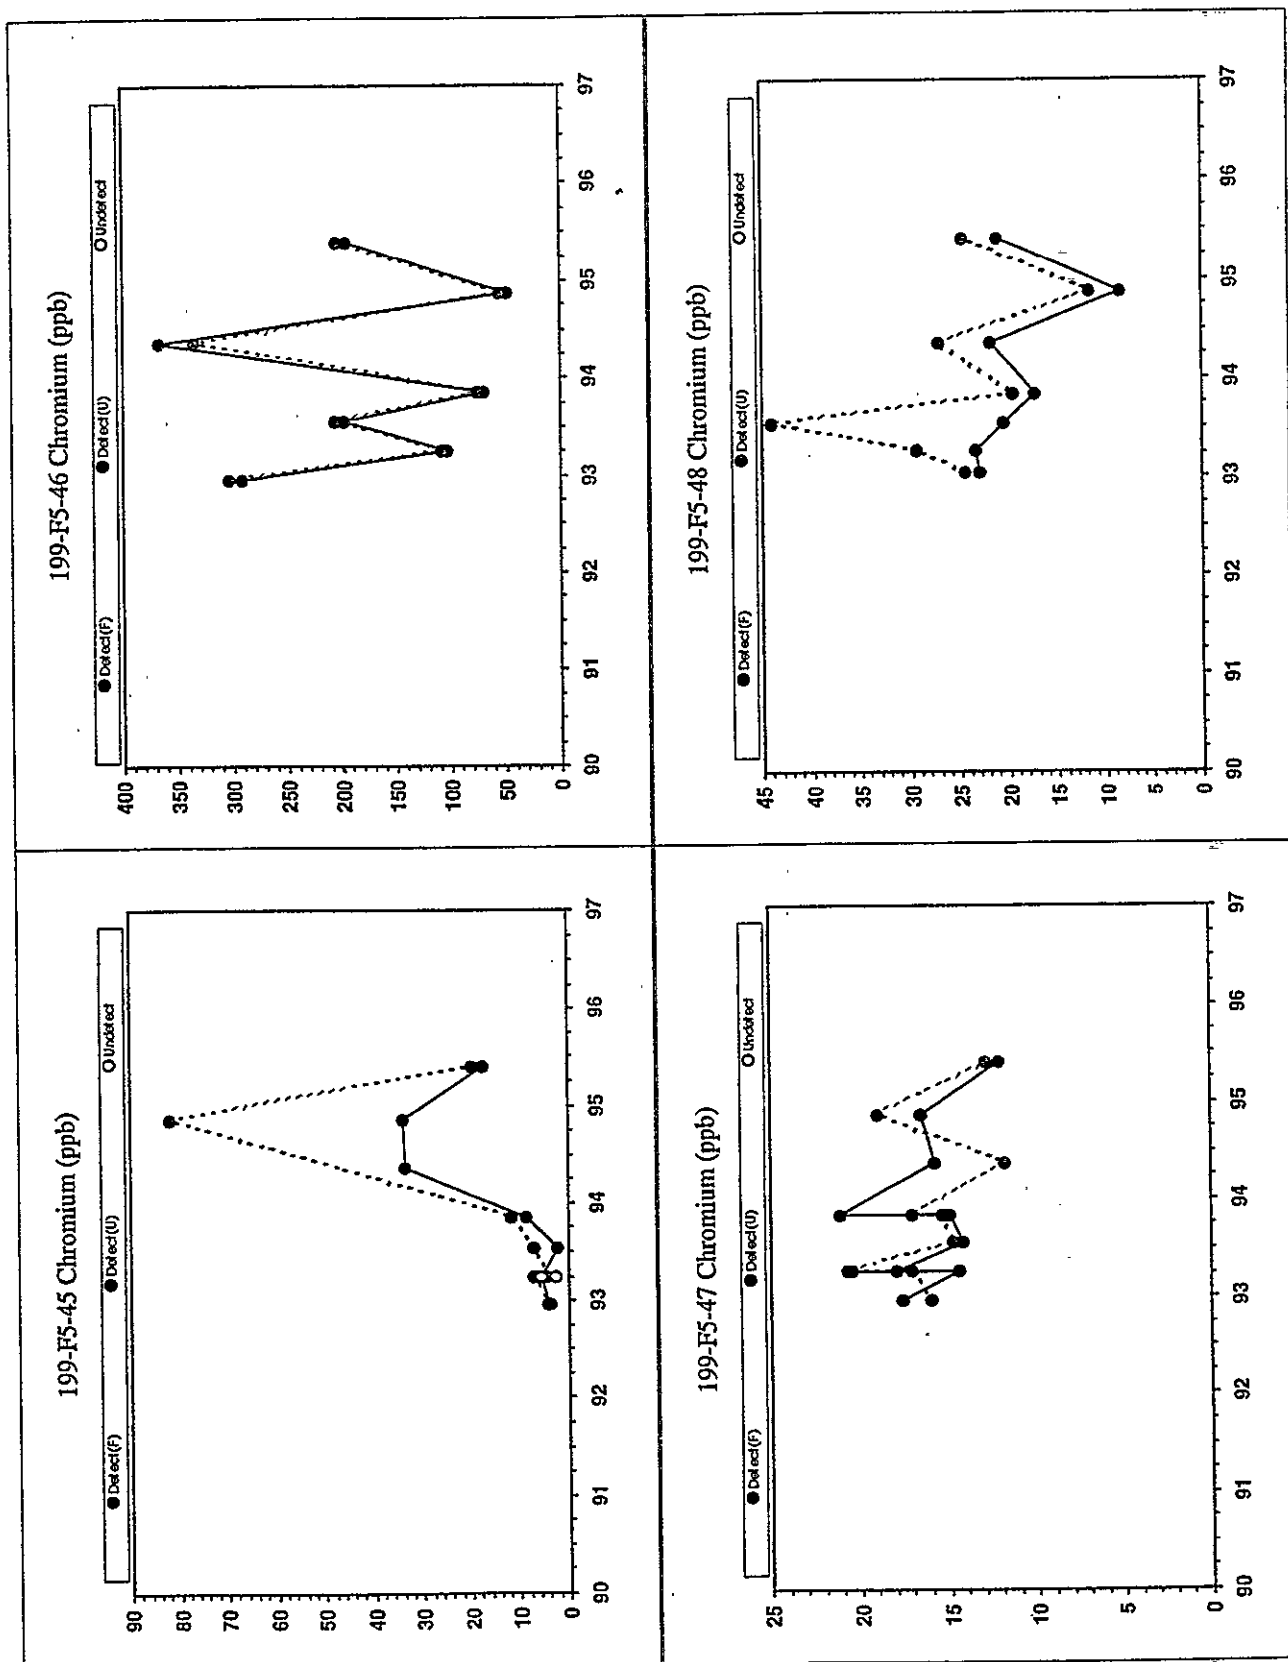 199-F5-45 Chromium (ppb)
Detect(F) Detect(U) Undetect
90
80
70
60
50
40
30
20
10
0
90 91 92 93 94 95 96 97
199-F5-46 Chromium (ppb)
Detect(F) Detect(U) Undetect
400
350
300
250
200
150
100
50
0
90 91 92 93 94 95 96 97
199-F5-47 Chromium (ppb)
Detect(F) Detect(U) Undetect
25
20
15
10
5
0
90 91 92 93 94 95 96 97
199-F5-48 Chromium (ppb)
Detect(F) Detect(U) Undetect
45
40
35
30
25
20
15
10
5
0
90 91 92 93 94 95 96 97